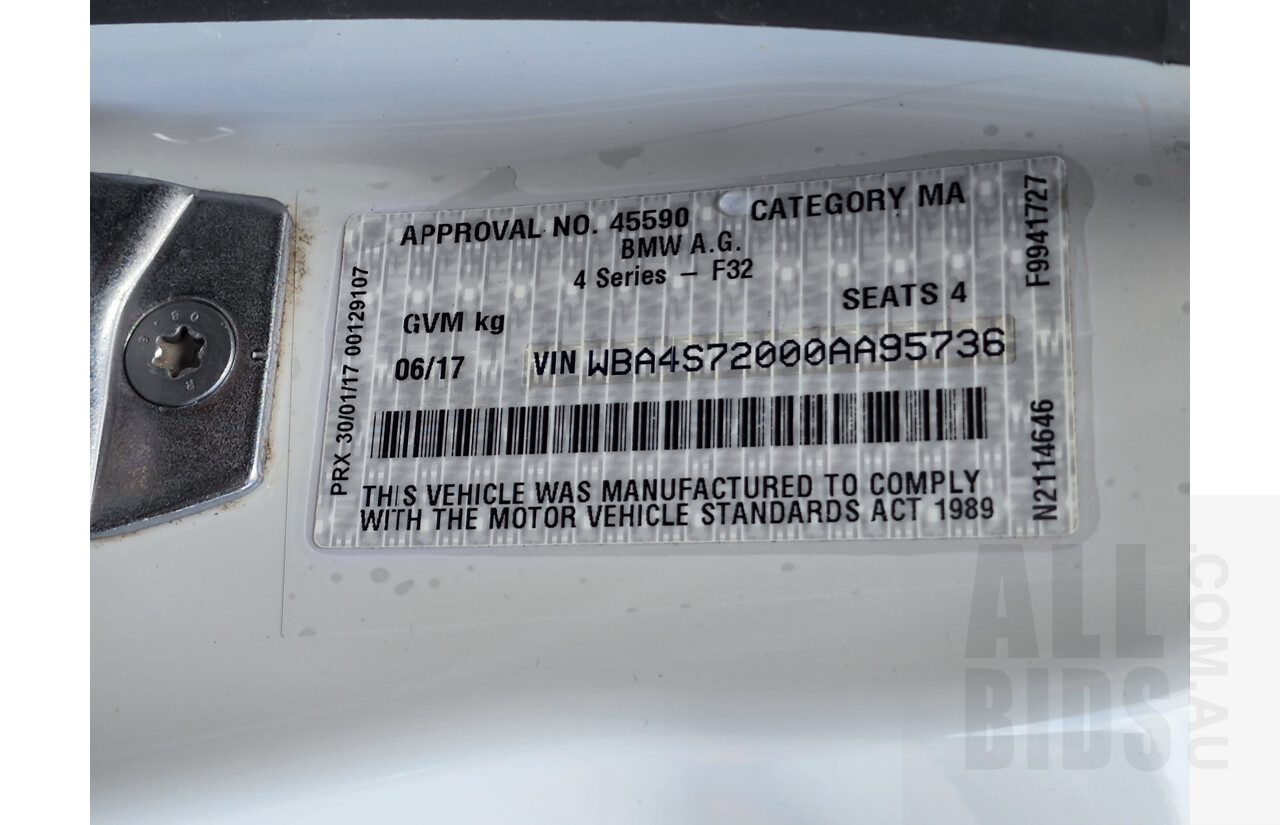 APPROVAL NO. 45590 CATEGORY MA
BMW A.G.
4 Series – F32
GVM kg SEATS 4
06/17 VIN WBA4S72000AA95736
THIS VEHICLE WAS MANUFACTURED TO COMPLY
WITH THE MOTOR VEHICLE STANDARDS ACT 1989
PRX 30/01/17 00129107
F9941727
N2114646
ALL
BIDS
.COM.AU